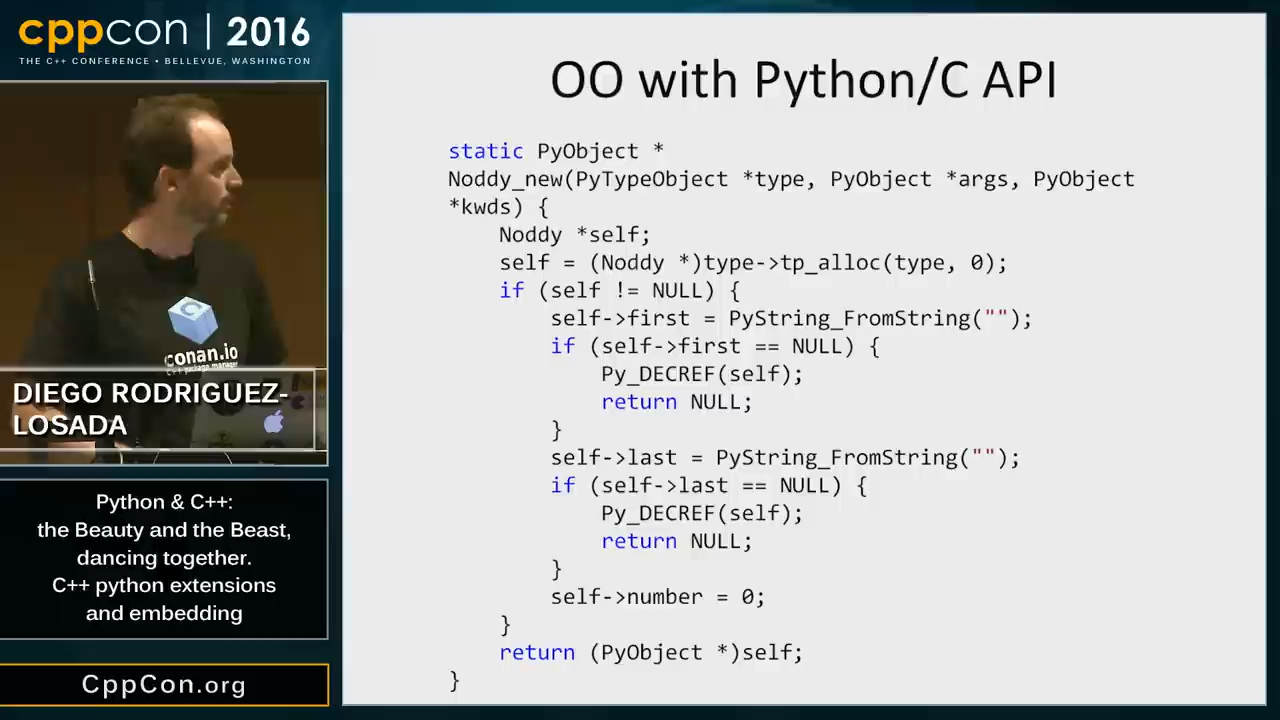 cppcon | 2016
THE C++ CONFERENCE • BELLEVUE, WASHINGTON
conan.io
C++ package manager
DIEGO RODRIGUEZ-
LOSADA
Python & C++:
the Beauty and the Beast,
dancing together.
C++ python extensions
and embedding
CppCon.org
OO with Python/C API
static PyObject *
Noddy_new(PyTypeObject *type, PyObject *args, PyObject
*kwds) {
    Noddy *self;
    self = (Noddy *)type->tp_alloc(type, 0);
    if (self != NULL) {
        self->first = PyString_FromString("");
        if (self->first == NULL) {
            Py_DECREF(self);
            return NULL;
        }
        self->last = PyString_FromString("");
        if (self->last == NULL) {
            Py_DECREF(self);
            return NULL;
        }
        self->number = 0;
    }
    return (PyObject *)self;
}